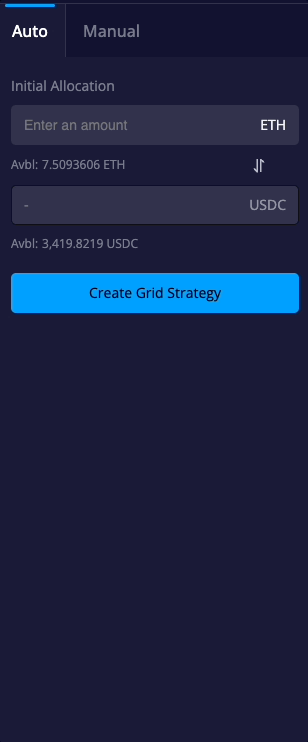 Auto Manual
Initial Allocation
Enter an amount ETH
Avbl: 7.5093606 ETH
- USDC
Avbl: 3,419.8219 USDC
Create Grid Strategy